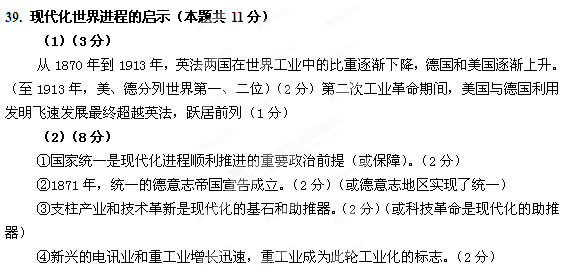 39. 现代化世界进程的启示（本题共 11 分）
（1）（3 分）
从 1870 年到 1913 年，英法两国在世界工业中的比重逐渐下降，德国和美国逐渐上升。
（至 1913 年，美、德分列世界第一、二位）（2 分）第二次工业革命期间，美国与德国利用
发明飞速发展最终超越英法，跃居前列（1 分）
（2）（8 分）
①国家统一是现代化进程顺利推进的重要政治前提（或保障）。（2 分）
②1871 年，统一的德意志帝国宣告成立。（2 分）（或德意志地区实现了统一）
③支柱产业和技术革新是现代化的基石和助推器。（2 分）（或科技革命是现代化的助推
器）
④新兴的电讯业和重工业增长迅速，重工业成为此轮工业化的标志。（2 分）